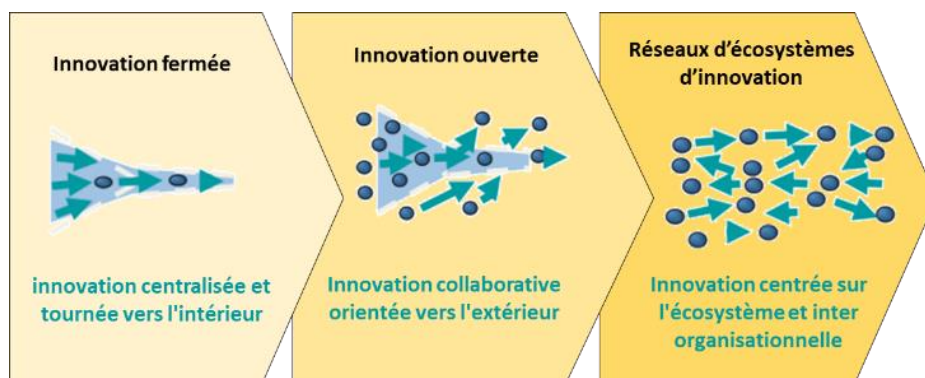 Innovation fermée
innovation centralisée et
tournée vers l'intérieur
Innovation ouverte
Innovation collaborative
orientée vers l'extérieur
Réseaux d’écosystèmes
d’innovation
Innovation centrée sur
l'écosystème et inter
organisationnelle